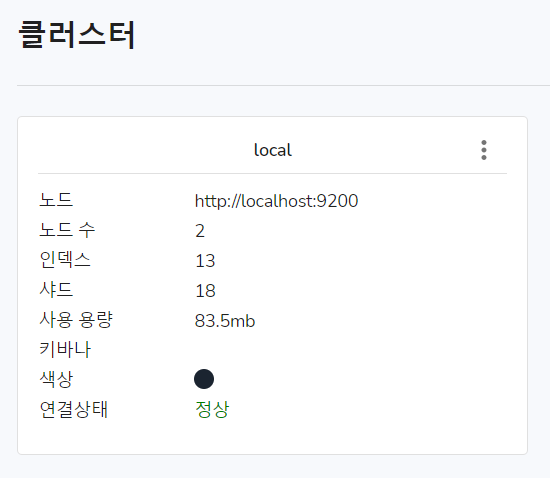 클러스터
local
노드 http://localhost:9200
노드 수 2
인덱스 13
샤드 18
사용 용량 83.5mb
키바나
색상
연결상태 정상